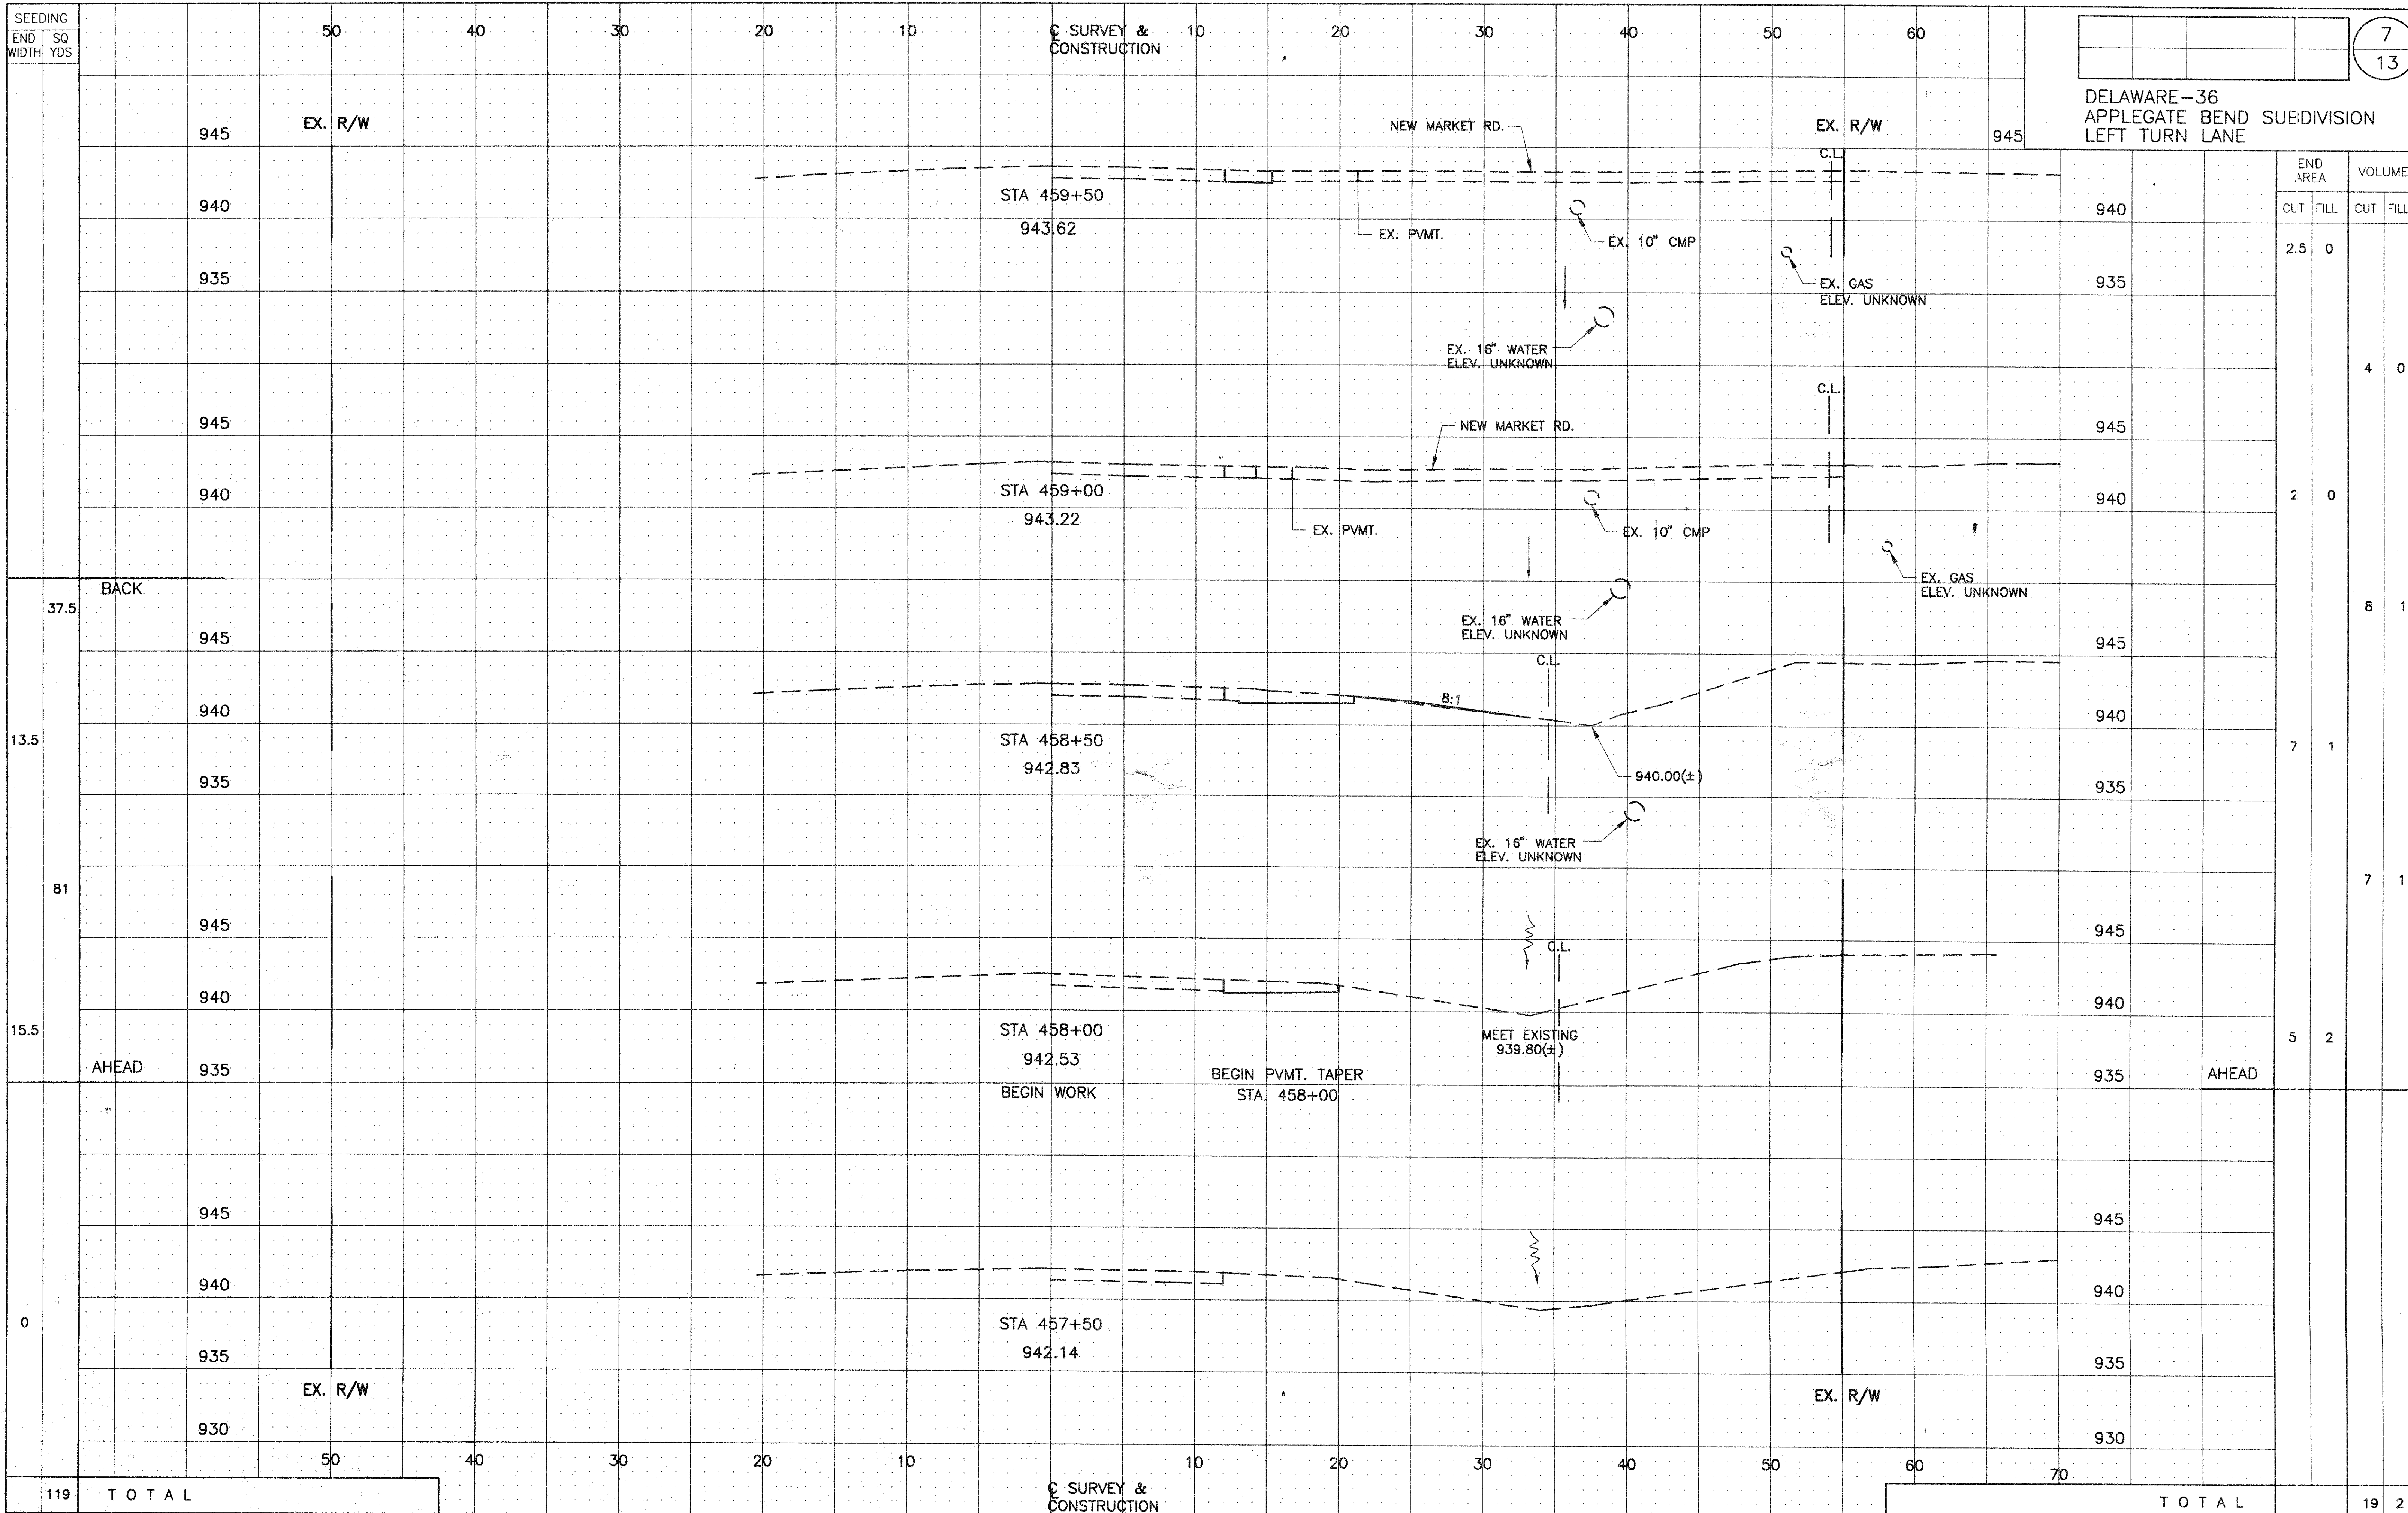 SEEDING
END WIDTH
SQ YDS
50 40 30 20 10 ℄ SURVEY & CONSTRUCTION 10 20 30 40 50 60
7
13
DELAWARE-36
APPLEGATE BEND SUBDIVISION
LEFT TURN LANE
END AREA
VOLUME
CUT FILL CUT FILL
EX. R/W
NEW MARKET RD.
EX. R/W
945
945
C.L.
940
STA 459+50
943.62
940
EX. PVMT.
EX. 10" CMP
2.5 0
935
EX. GAS
ELEV. UNKNOWN
935
EX. 16" WATER
ELEV. UNKNOWN
4 0
C.L.
945
NEW MARKET RD.
945
940
STA 459+00
943.22
940
2 0
EX. PVMT.
EX. 10" CMP
BACK
37.5
EX. GAS
ELEV. UNKNOWN
8 1
EX. 16" WATER
ELEV. UNKNOWN
945
945
C.L.
8:1
940
940
13.5
STA 458+50
942.83
7 1
940.00(±)
935
935
EX. 16" WATER
ELEV. UNKNOWN
81
7 1
945
945
C.L.
940
940
15.5
STA 458+00
942.53
MEET EXISTING
939.80(±)
5 2
AHEAD
935
BEGIN WORK
BEGIN PVMT. TAPER
STA. 458+00
935
AHEAD
945
945
940
940
0
STA 457+50
942.14
935
935
EX. R/W
EX. R/W
930
930
50 40 30 20 10 ℄ SURVEY & CONSTRUCTION 10 20 30 40 50 60 70
119 TOTAL
TOTAL 19 2